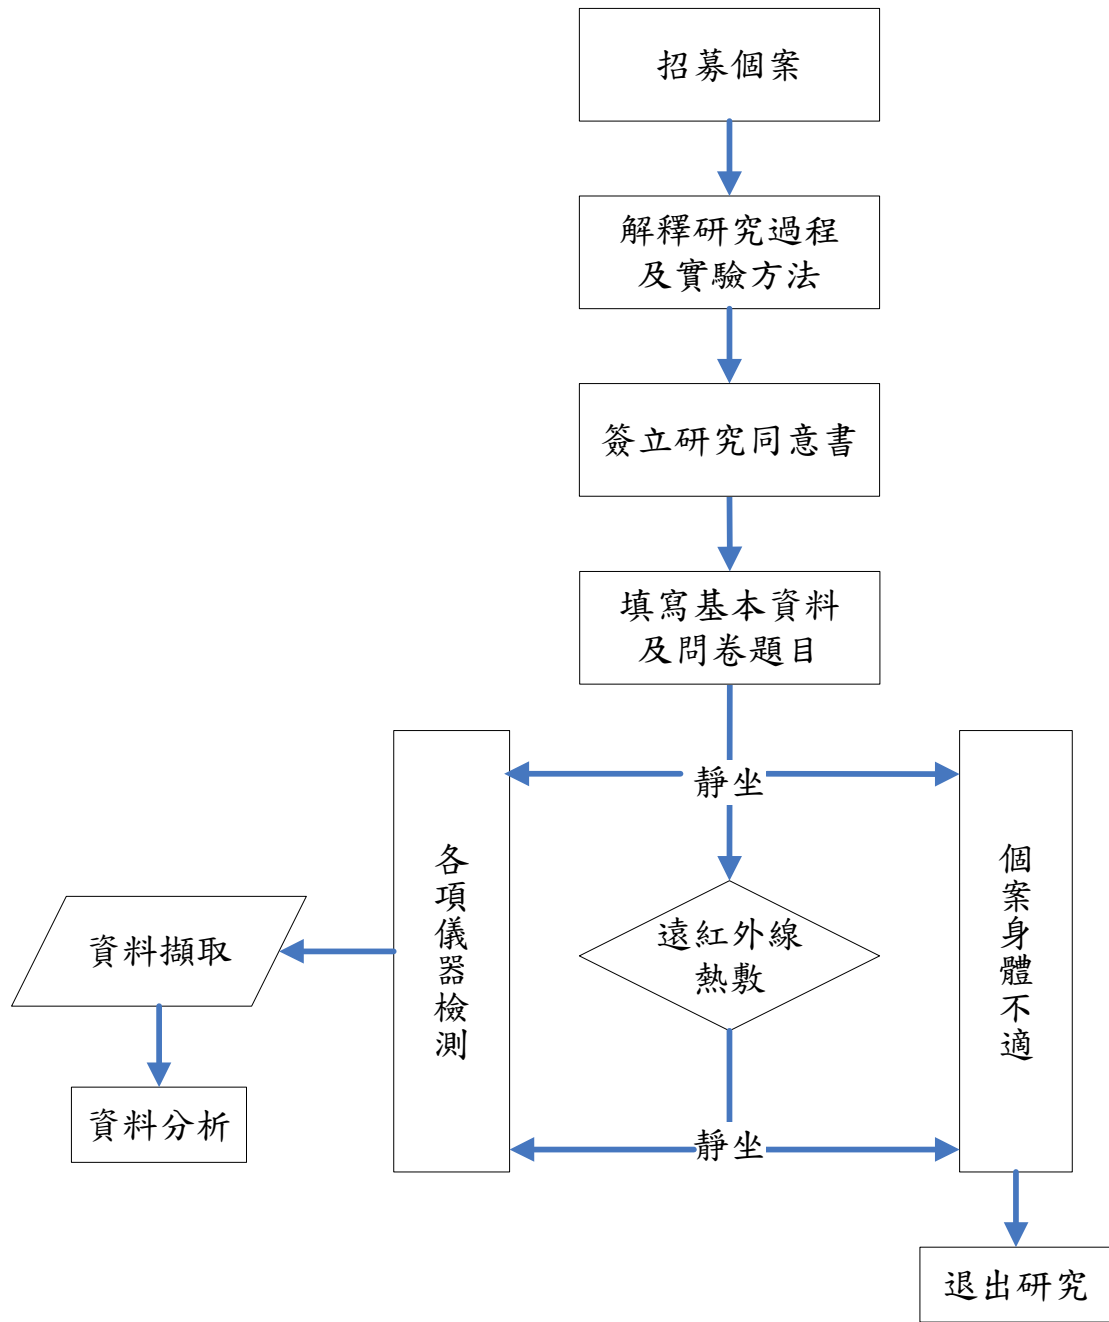 招募個案
解釋研究過程
及實驗方法
簽立研究同意書
填寫基本資料
及問卷題目
靜坐
各項儀器檢測
個案身體不適
遠紅外線
熱敷
資料擷取
資料分析
靜坐
退出研究